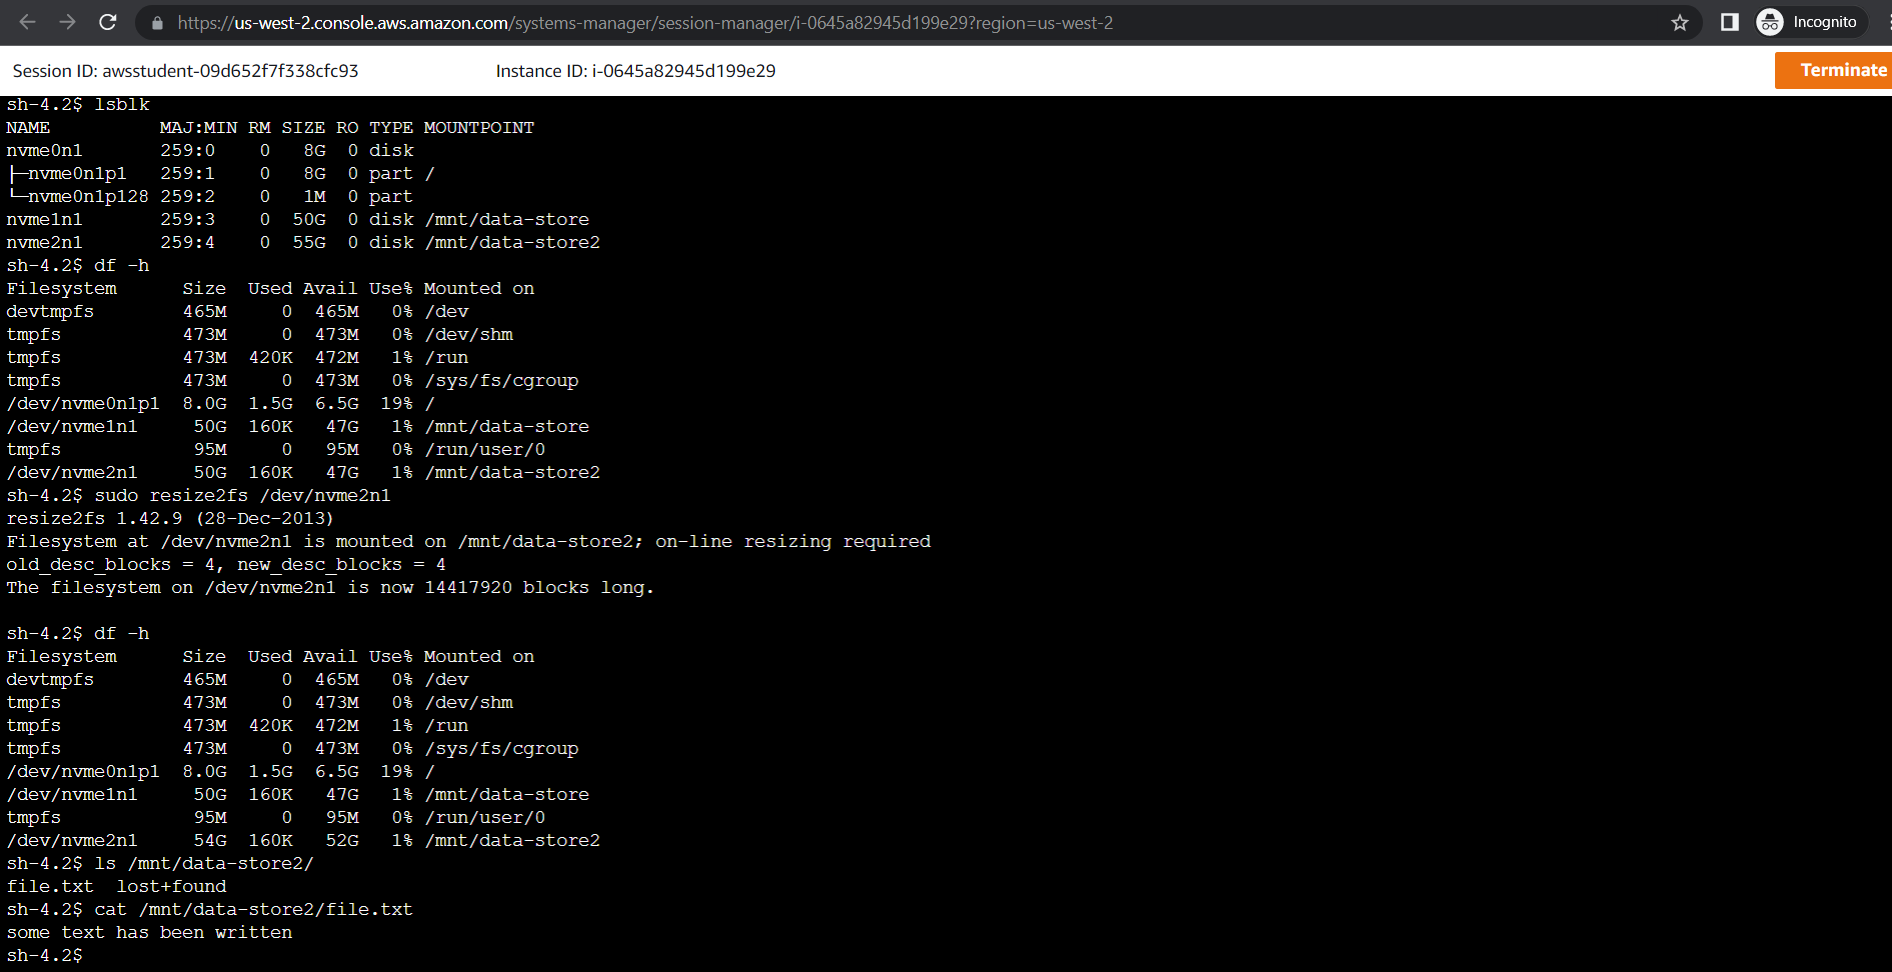 https://us-west-2.console.aws.amazon.com/systems-manager/session-manager/i-0645a82945d199e29?region=us-west-2 Incognito
Session ID: awsstudent-09d652f7f338cfc93 Instance ID: i-0645a82945d199e29 Terminate
sh-4.2$ lsblk
NAME          MAJ:MIN RM SIZE RO TYPE MOUNTPOINT
nvme0n1       259:0    0   8G  0 disk
├─nvme0n1p1   259:1    0   8G  0 part /
└─nvme0n1p128 259:2    0   1M  0 part
nvme1n1       259:3    0  50G  0 disk /mnt/data-store
nvme2n1       259:4    0  55G  0 disk /mnt/data-store2
sh-4.2$ df -h
Filesystem      Size  Used Avail Use% Mounted on
devtmpfs        465M     0  465M   0% /dev
tmpfs           473M     0  473M   0% /dev/shm
tmpfs           473M  420K  472M   1% /run
tmpfs           473M     0  473M   0% /sys/fs/cgroup
/dev/nvme0n1p1  8.0G  1.5G  6.5G  19% /
/dev/nvme1n1     50G  160K   47G   1% /mnt/data-store
tmpfs            95M     0   95M   0% /run/user/0
/dev/nvme2n1     50G  160K   47G   1% /mnt/data-store2
sh-4.2$ sudo resize2fs /dev/nvme2n1
resize2fs 1.42.9 (28-Dec-2013)
Filesystem at /dev/nvme2n1 is mounted on /mnt/data-store2; on-line resizing required
old_desc_blocks = 4, new_desc_blocks = 4
The filesystem on /dev/nvme2n1 is now 14417920 blocks long.
sh-4.2$ df -h
Filesystem      Size  Used Avail Use% Mounted on
devtmpfs        465M     0  465M   0% /dev
tmpfs           473M     0  473M   0% /dev/shm
tmpfs           473M  420K  472M   1% /run
tmpfs           473M     0  473M   0% /sys/fs/cgroup
/dev/nvme0n1p1  8.0G  1.5G  6.5G  19% /
/dev/nvme1n1     50G  160K   47G   1% /mnt/data-store
tmpfs            95M     0   95M   0% /run/user/0
/dev/nvme2n1     54G  160K   52G   1% /mnt/data-store2
sh-4.2$ ls /mnt/data-store2/
file.txt  lost+found
sh-4.2$ cat /mnt/data-store2/file.txt
some text has been written
sh-4.2$